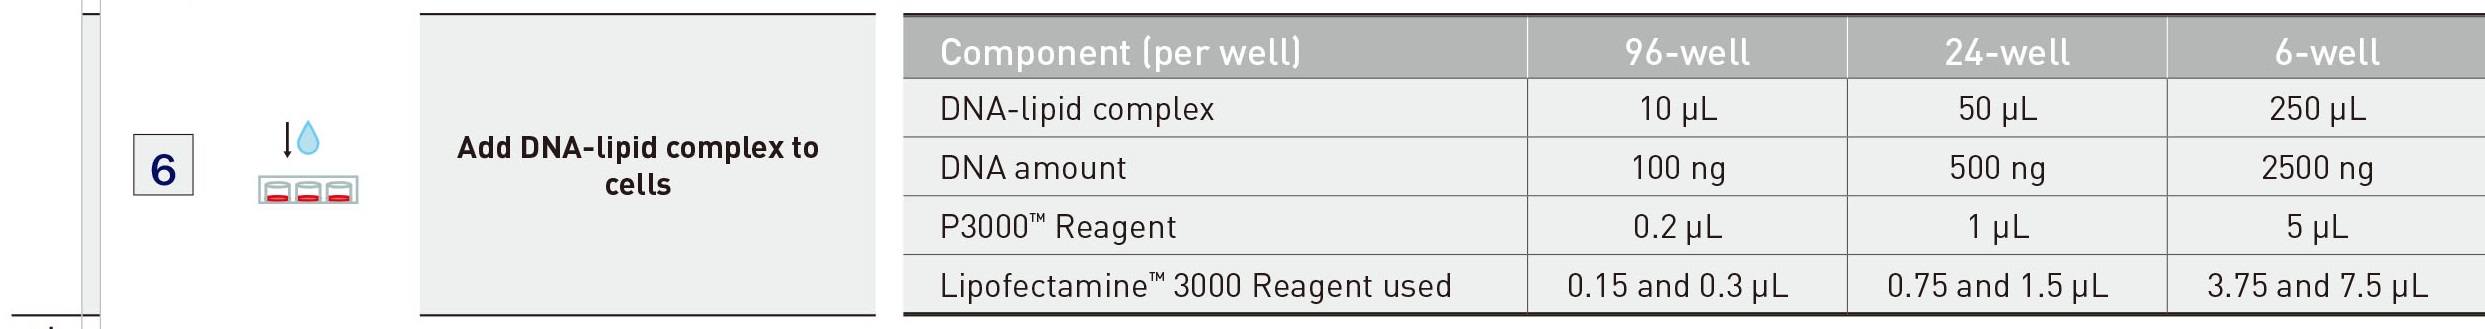 6
Add DNA-lipid complex to
cells
Component (per well) 96-well 24-well 6-well
DNA-lipid complex 10 µL 50 µL 250 µL
DNA amount 100 ng 500 ng 2500 ng
P3000™ Reagent 0.2 µL 1 µL 5 µL
Lipofectamine™ 3000 Reagent used 0.15 and 0.3 µL 0.75 and 1.5 µL 3.75 and 7.5 µL